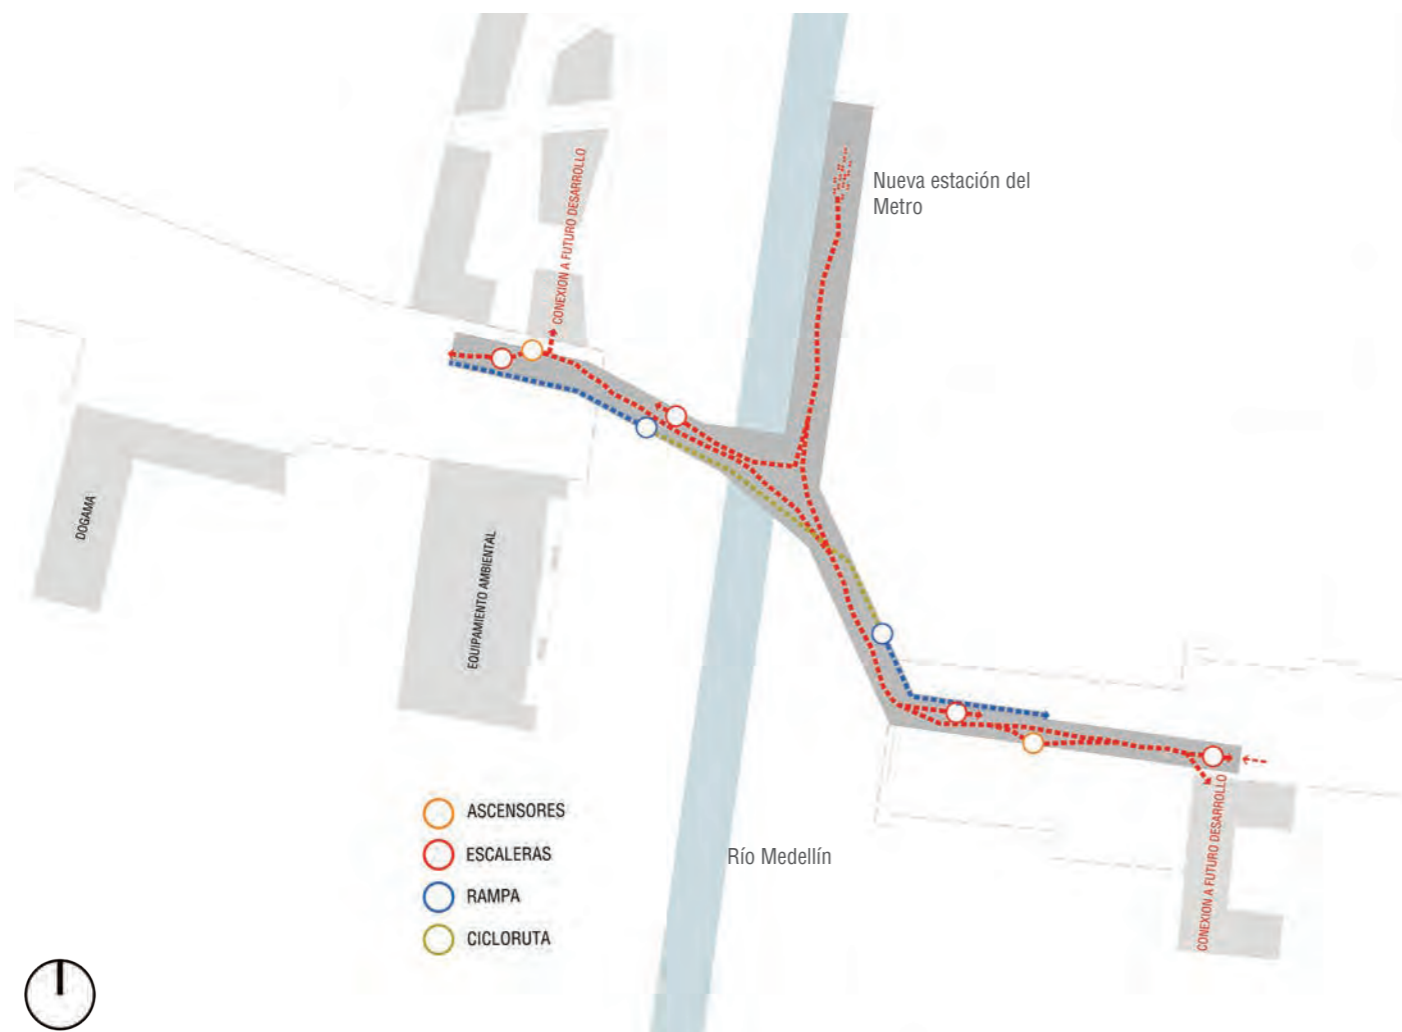 Nueva estación del
Metro
CONEXION A FUTURO DESARROLLO
DOGAMA
EQUIPAMIENTO AMBIENTAL
ASCENSORES
ESCALERAS
RAMPA
CICLORUTA
Río Medellín
CONEXION A FUTURO DESARROLLO